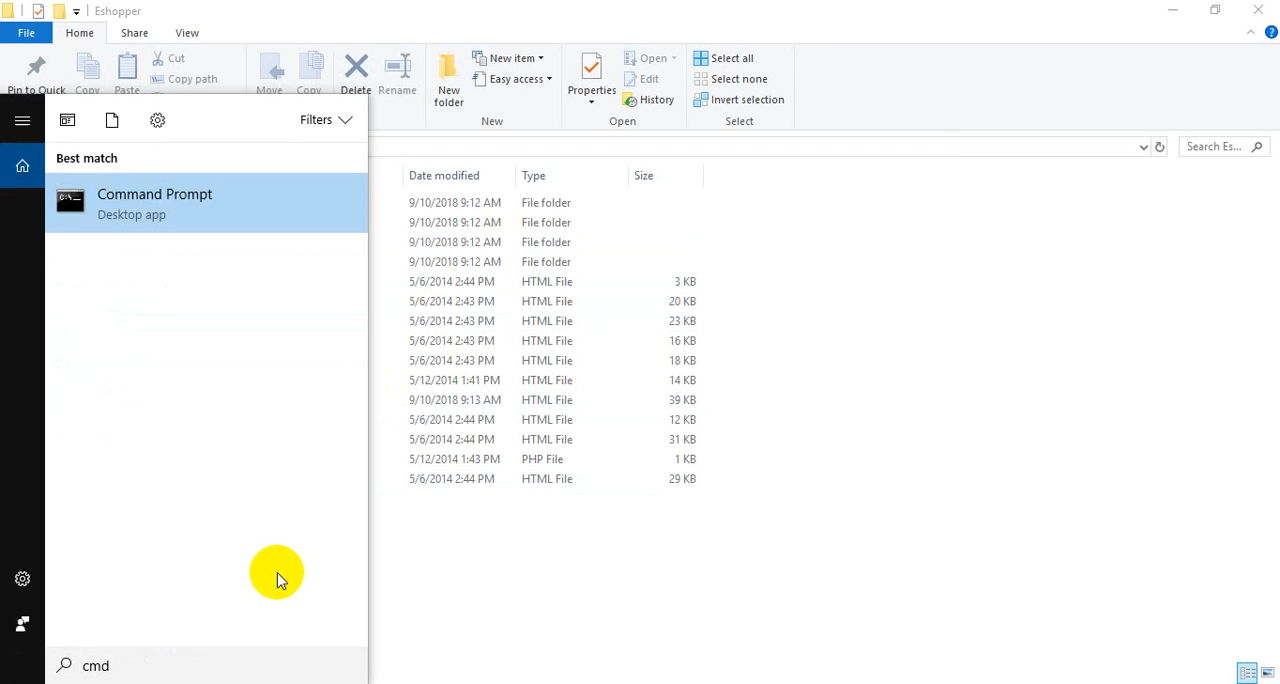 Eshopper
File Home Share View
Pin to Quick
Copy
Paste
Cut
Copy path
Move
Copy
Delete
Rename
New
folder
New item
Easy access
New
Properties
Open
Edit
History
Open
Select all
Select none
Invert selection
Select
Filters
Search Es...
Best match
Command Prompt
Desktop app
C:\
cmd
Date modified Type Size
9/10/2018 9:12 AM File folder
9/10/2018 9:12 AM File folder
9/10/2018 9:12 AM File folder
9/10/2018 9:12 AM File folder
5/6/2014 2:44 PM HTML File 3 KB
5/6/2014 2:43 PM HTML File 20 KB
5/6/2014 2:43 PM HTML File 23 KB
5/6/2014 2:43 PM HTML File 16 KB
5/6/2014 2:43 PM HTML File 18 KB
5/12/2014 1:41 PM HTML File 14 KB
9/10/2018 9:13 AM HTML File 39 KB
5/6/2014 2:44 PM HTML File 12 KB
5/6/2014 2:44 PM HTML File 31 KB
5/12/2014 1:43 PM PHP File 1 KB
5/6/2014 2:44 PM HTML File 29 KB